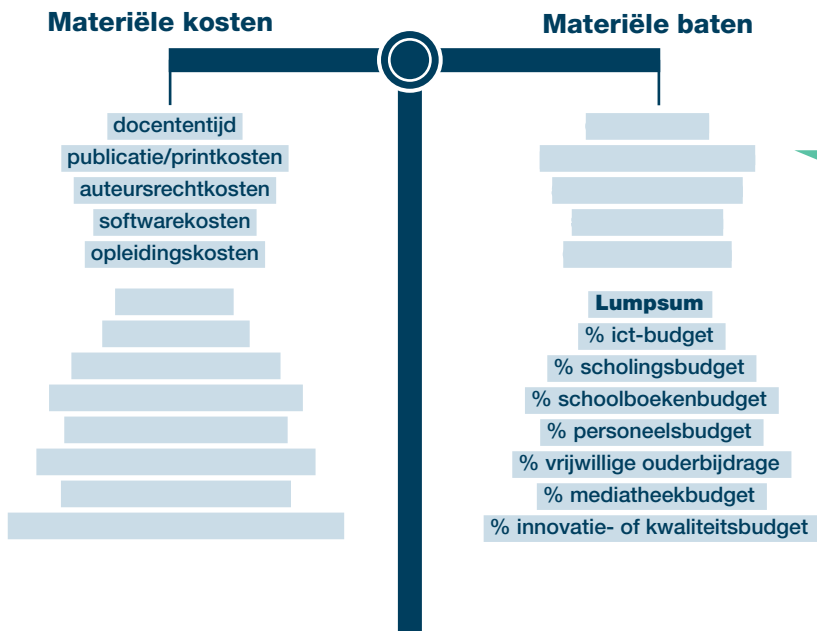 Materiële kosten
docententijd
publicatie/printkosten
auteursrechtkosten
softwarekosten
opleidingskosten
Materiële baten
Lumpsum
% ict-budget
% scholingsbudget
% schoolboekenbudget
% personeelsbudget
% vrijwillige ouderbijdrage
% mediatheekbudget
% innovatie- of kwaliteitsbudget